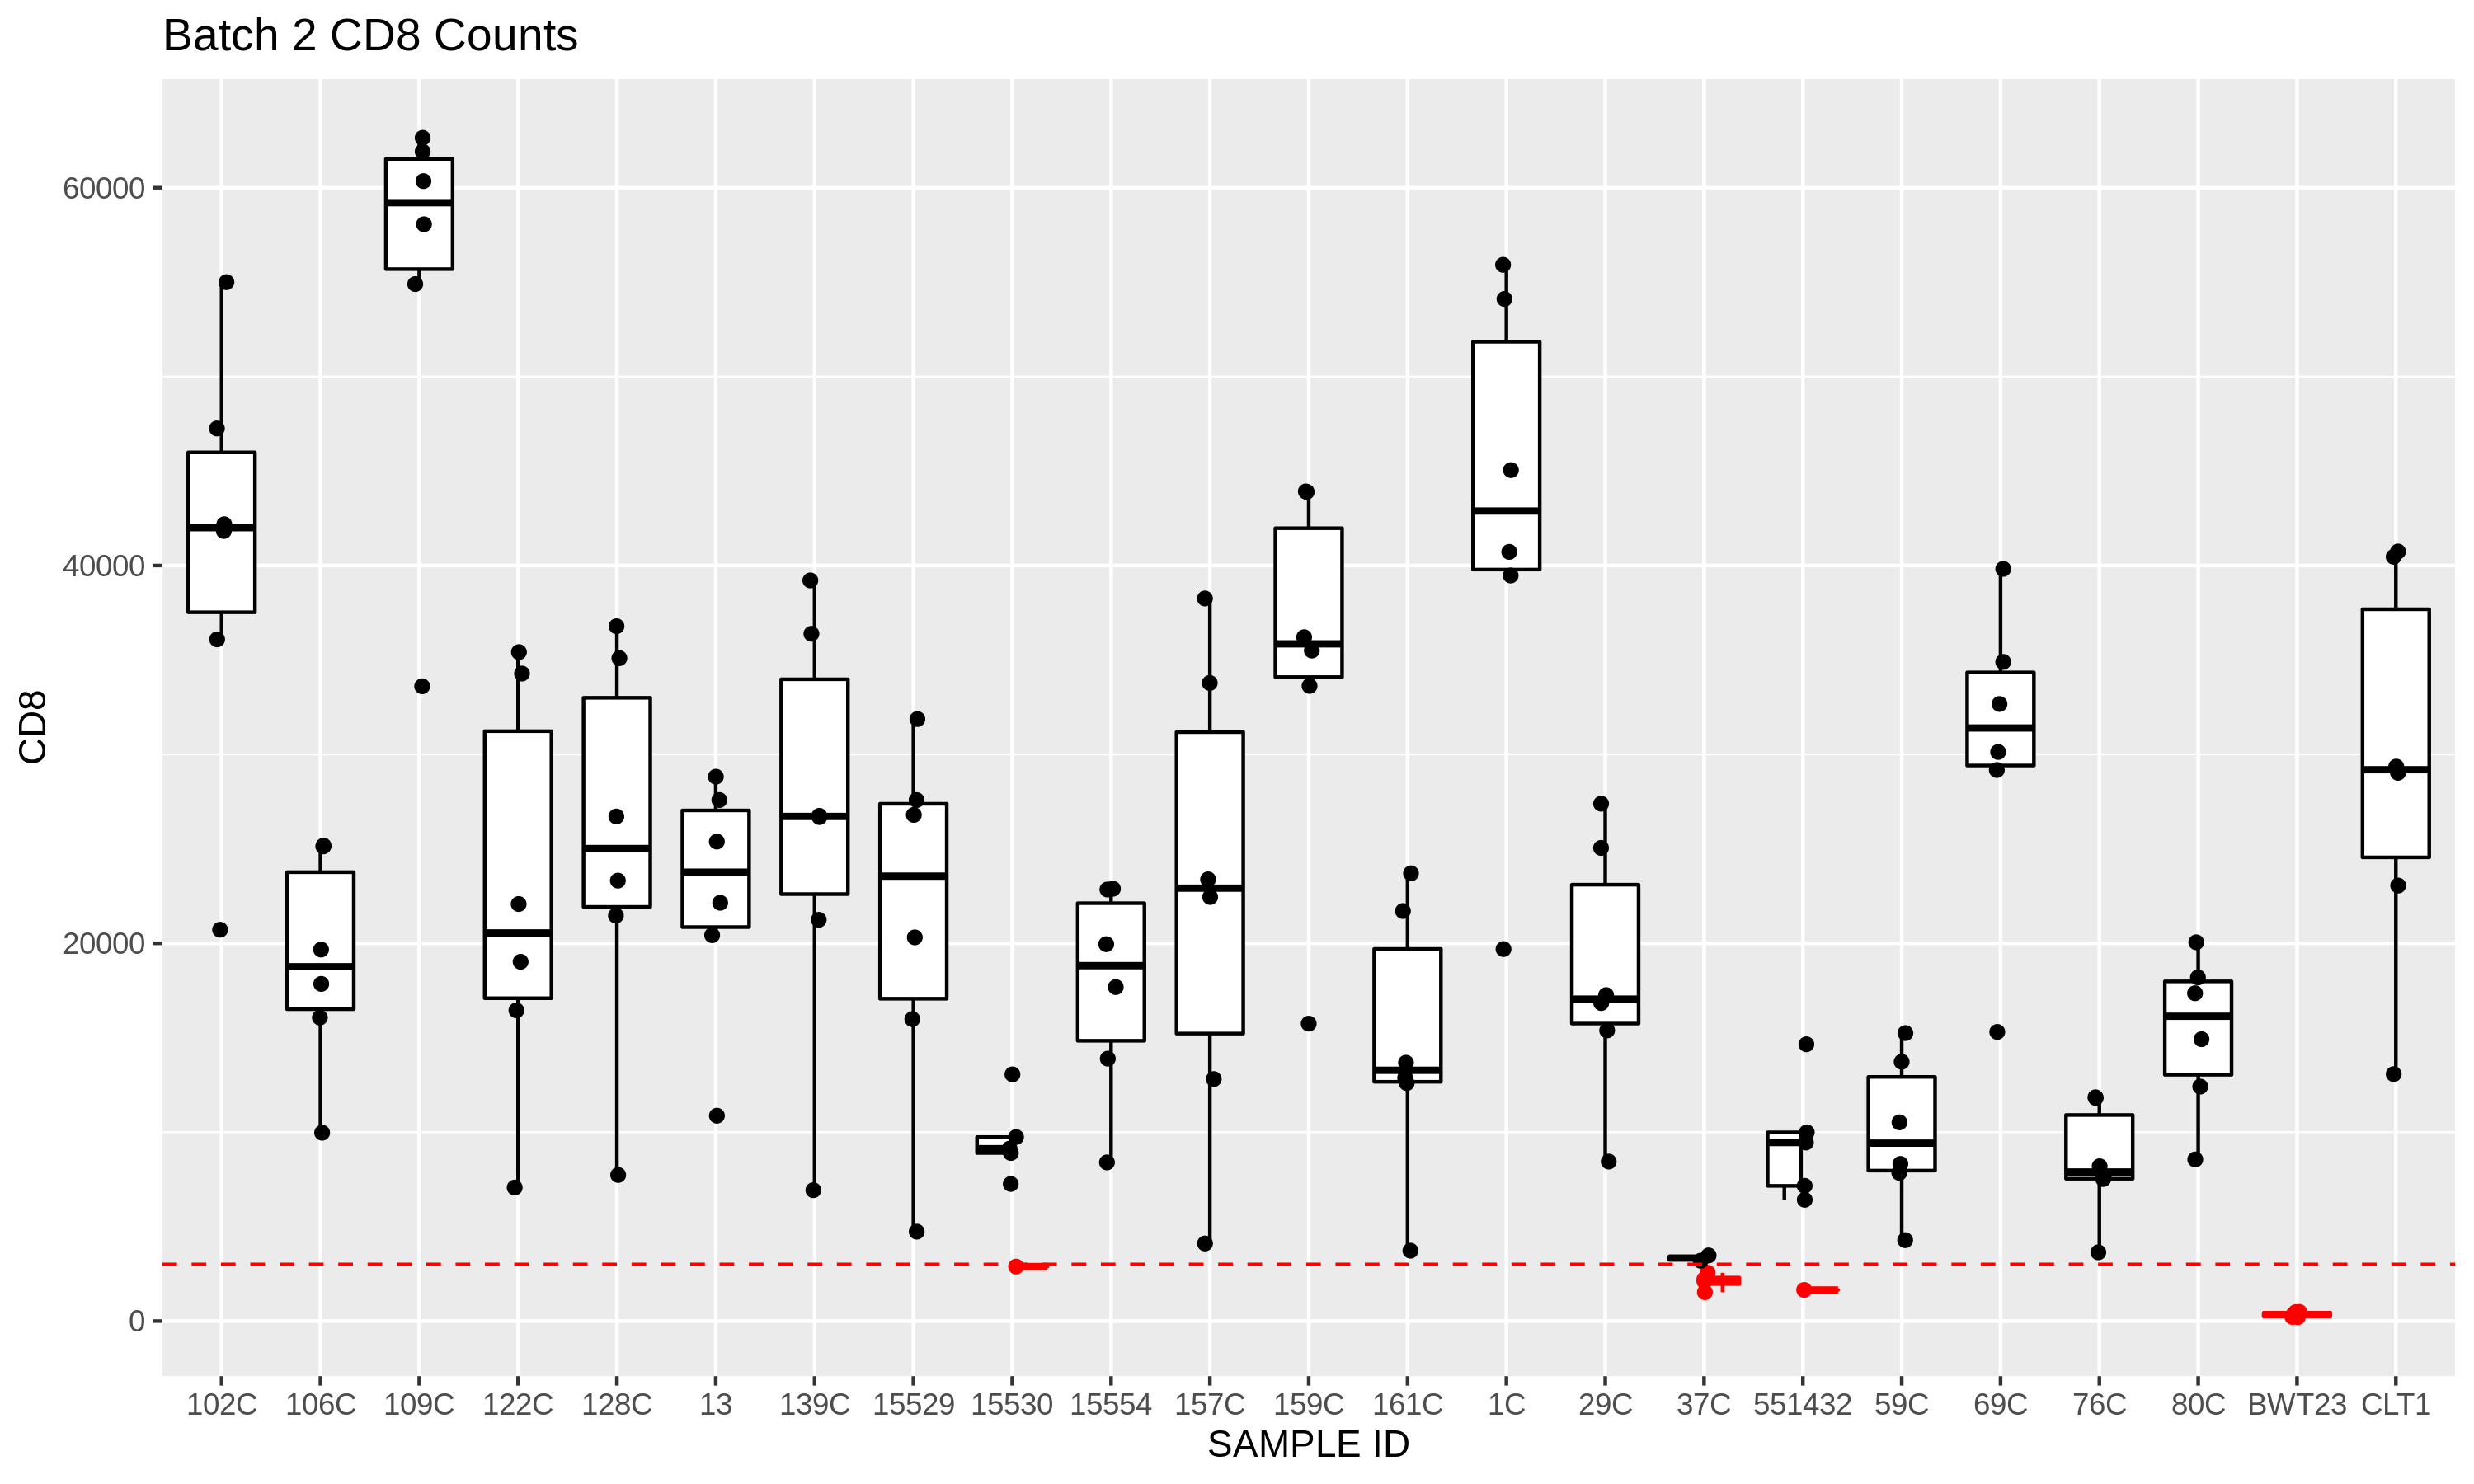 Batch 2 CD8 Counts
60000
40000
20000
0
CD8
102C 106C 109C 122C 128C 13 139C 15529 15530 15554 157C 159C 161C 1C 29C 37C 551432 59C 69C 76C 80C BWT23 CLT1
SAMPLE ID